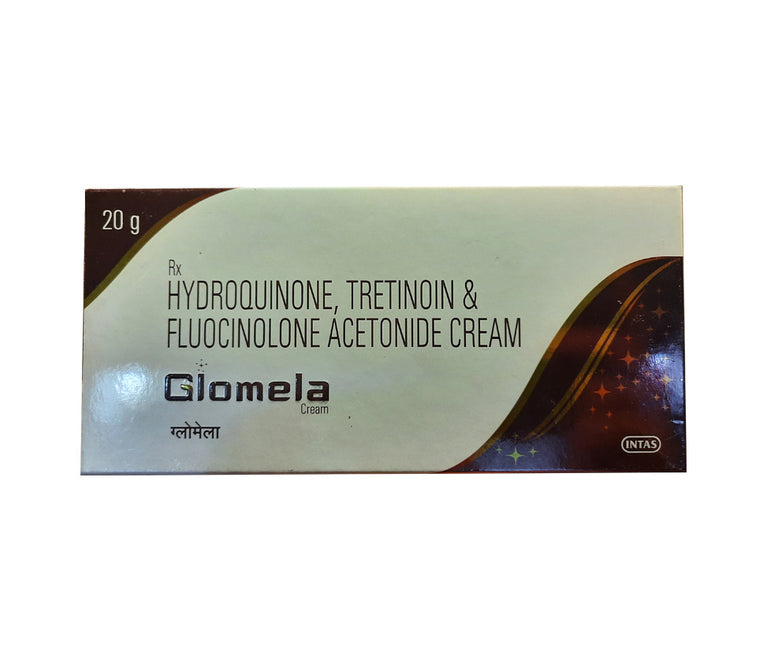 20 g
Rx
HYDROQUINONE, TRETINOIN &
FLUOCINOLONE ACETONIDE CREAM
Glomela
Cream
ग्लोमेला
INTAS